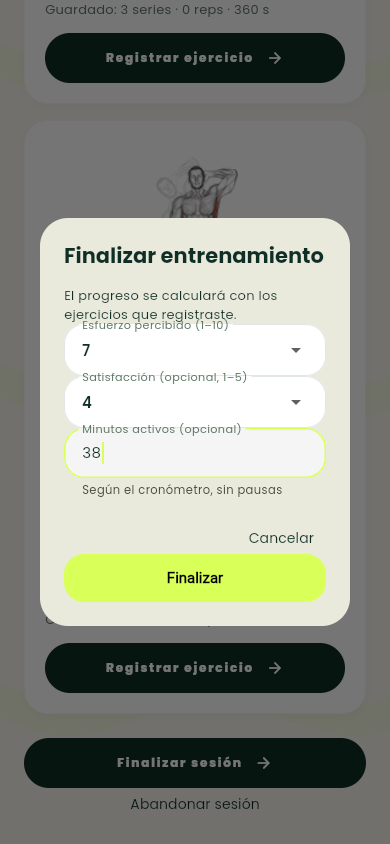 Guardado: 3 series · 0 reps · 360 s
Registrar ejercicio
Finalizar entrenamiento
El progreso se calculará con los
ejercicios que registraste.
Esfuerzo percibido (1–10)
7
Satisfacción (opcional, 1–5)
4
Minutos activos (opcional)
38
Según el cronómetro, sin pausas
Cancelar
Finalizar
Registrar ejercicio
Finalizar sesión
Abandonar sesión